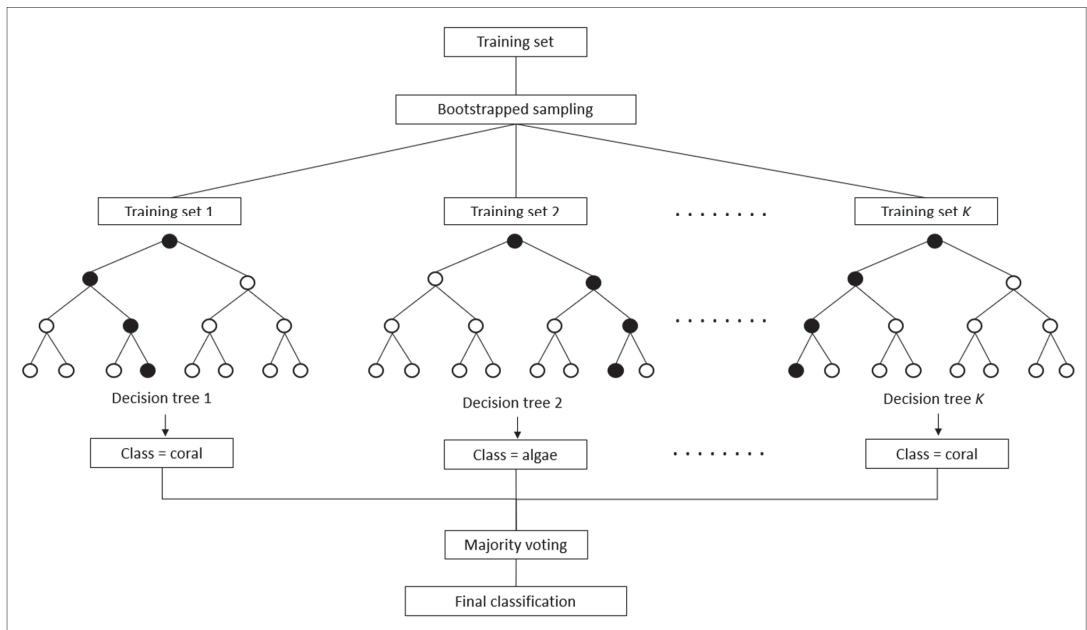 Training set
Bootstrapped sampling
Training set 1
Training set 2
. . . . . . . .
Training set K
. . . . . . . .
Decision tree 1
Decision tree 2
Decision tree K
Class = coral
Class = algae
. . . . . . . .
Class = coral
Majority voting
Final classification